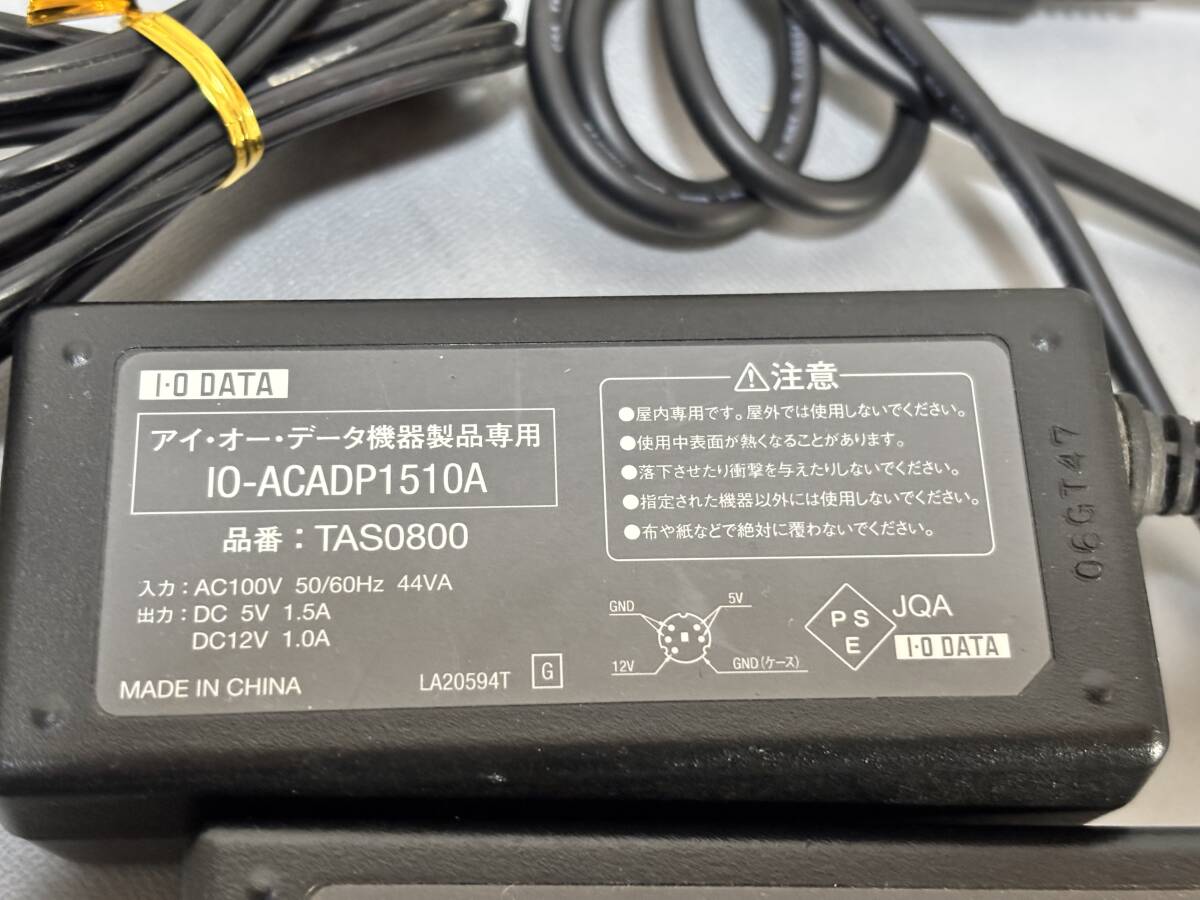 I-O DATA
アイ・オー・データ機器製品専用
IO-ACADP1510A
品番：TAS0800
入力：AC100V 50/60Hz 44VA
出力：DC 5V 1.5A
DC12V 1.0A
MADE IN CHINA
LA20594T G
⚠注意
●屋内専用です。屋外では使用しないでください。
●使用中表面が熱くなることがあります。
●落下させたり衝撃を与えたりしないでください。
●指定された機器以外には使用しないでください。
●布や紙などで絶対に覆わないでください。
GND
5V
12V
GND(ケース)
PS
E
JQA
I-O DATA
06GT47